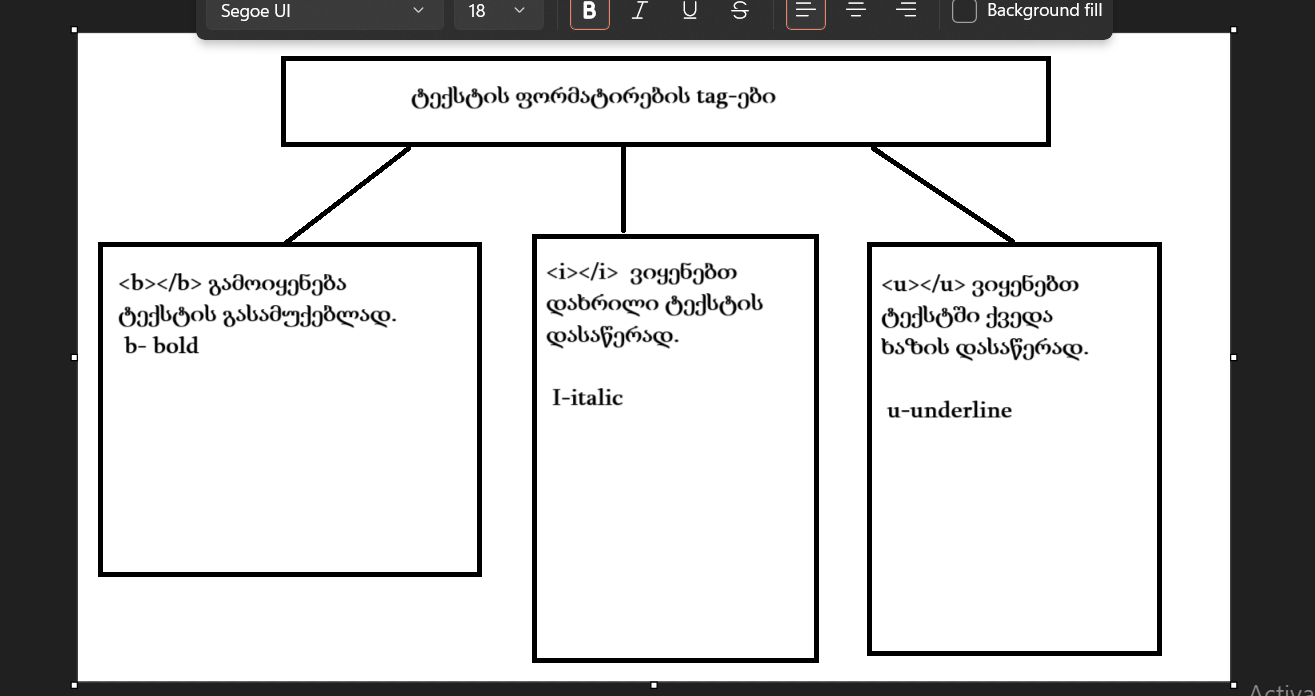 Segoe UI 18 B I U S Background fill
ტექსტის ფორმატირების tag-ები
<b></b> გამოიყენება
ტექსტის გასამუქებლად.
b- bold
<i></i> ვიყენებთ
დახრილი ტექსტის
დასაწერად.
I-italic
<u></u> ვიყენებთ
ტექსტში ქვედა
ხაზის დასაწერად.
u-underline